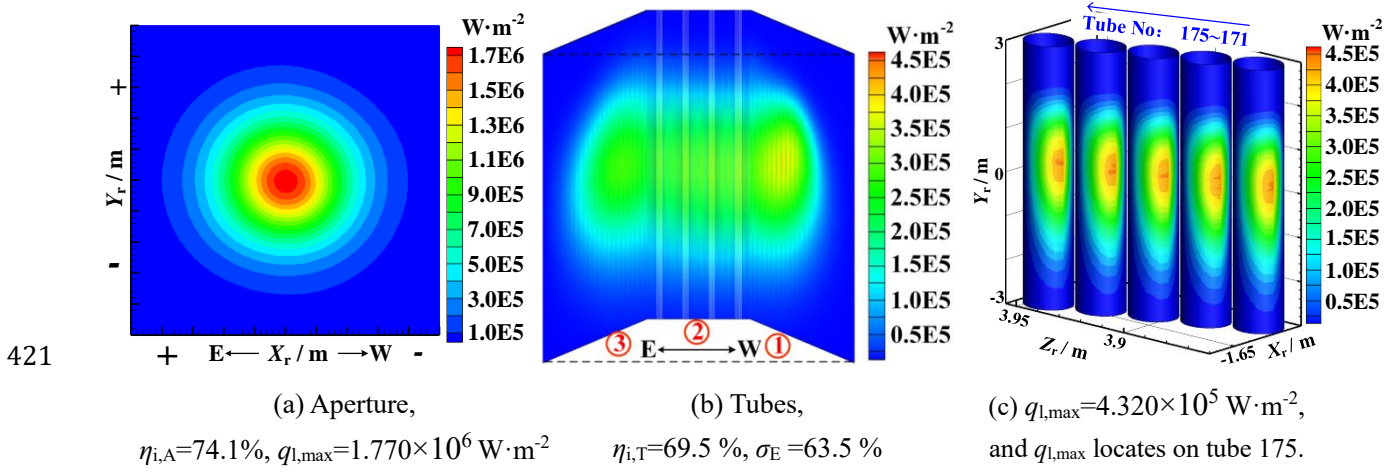 W·m-2
1.7E6
1.6E5
1.3E6
1.1E6
9.0E5
7.0E5
5.0E5
3.0E5
1.0E5
+
Yr / m
-
+ E Xr / m W -
W·m-2
4.5E5
4.0E5
3.5E5
3.0E5
2.5E5
2.0E5
1.5E5
1.0E5
0.5E5
③ E ② W ①
Tube No: 175~171
W·m-2
4.5E5
4.0E5
3.5E5
3.0E5
2.5E5
2.0E5
1.5E5
1.0E5
0.5E5
3
Yr / m
0
-3
3.95
Zr / m
3.9
-1.65
Xr / m
421
(a) Aperture,
ηi,A=74.1%, ql,max=1.770×10^6 W·m-2
(b) Tubes,
ηi,T=69.5 %, σE =63.5 %
(c) ql,max=4.320×10^5 W·m-2,
and ql,max locates on tube 175.